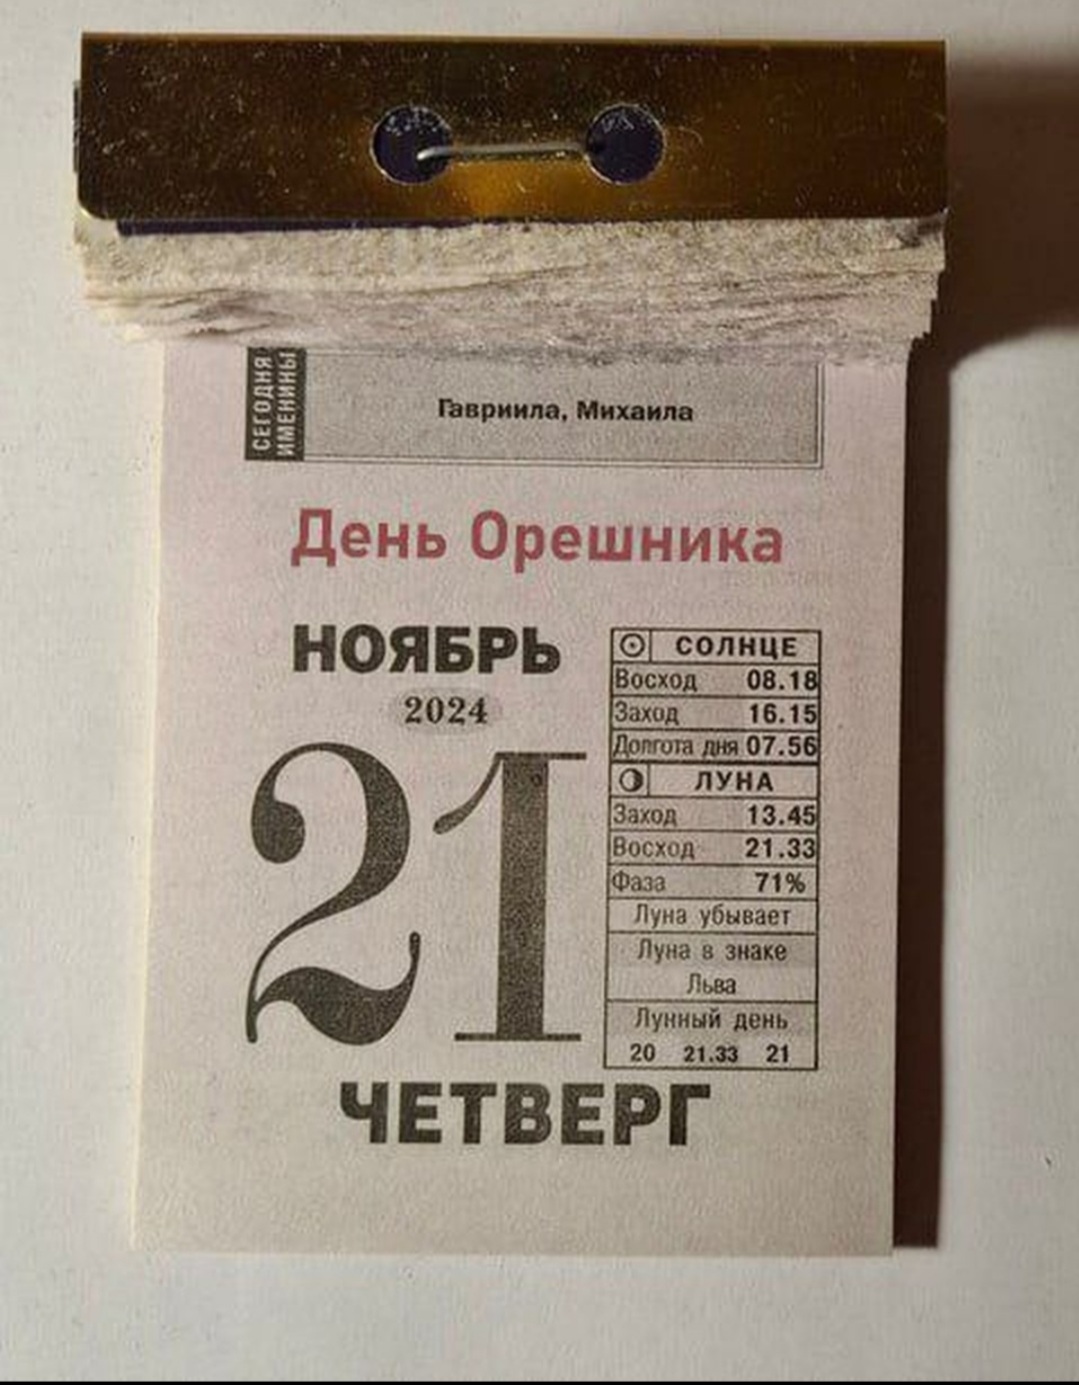 СЕГОДНЯ
ИМЕНИНЫ
Гавриила, Михаила
День Орешника
НОЯБРЬ
2024
21
ЧЕТВЕРГ
СОЛНЦЕ
Восход 08.18
Заход 16.15
Долгота дня 07.56
ЛУНА
Заход 13.45
Восход 21.33
Фаза 71%
Луна убывает
Луна в знаке
Льва
Лунный день
20 21.33 21